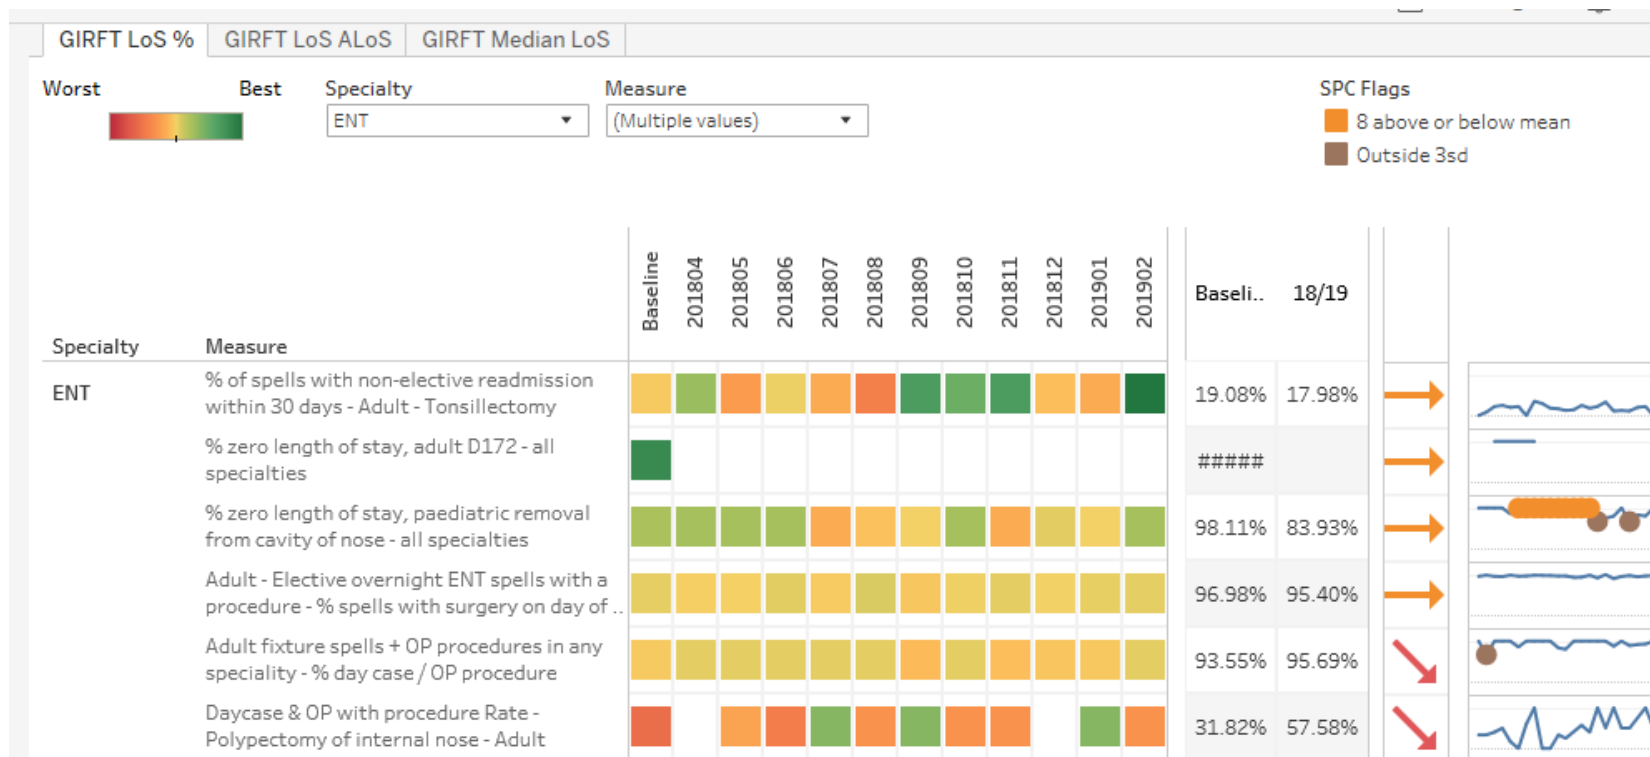 GIRFT LoS % GIRFT LoS ALoS GIRFT Median LoS
Worst Best Specialty Measure SPC Flags
ENT (Multiple values) 8 above or below mean
Outside 3sd
Baseline 201804 201805 201806 201807 201808 201809 201810 201811 201812 201901 201902 Baseli.. 18/19
Specialty Measure
ENT % of spells with non-elective readmission
within 30 days - Adult - Tonsillectomy 19.08% 17.98%
% zero length of stay, adult D172 - all
specialties #####
% zero length of stay, paediatric removal
from cavity of nose - all specialties 98.11% 83.93%
Adult - Elective overnight ENT spells with a
procedure - % spells with surgery on day of .. 96.98% 95.40%
Adult fixture spells + OP procedures in any
speciality - % day case / OP procedure 93.55% 95.69%
Daycase & OP with procedure Rate -
Polypectomy of internal nose - Adult 31.82% 57.58%